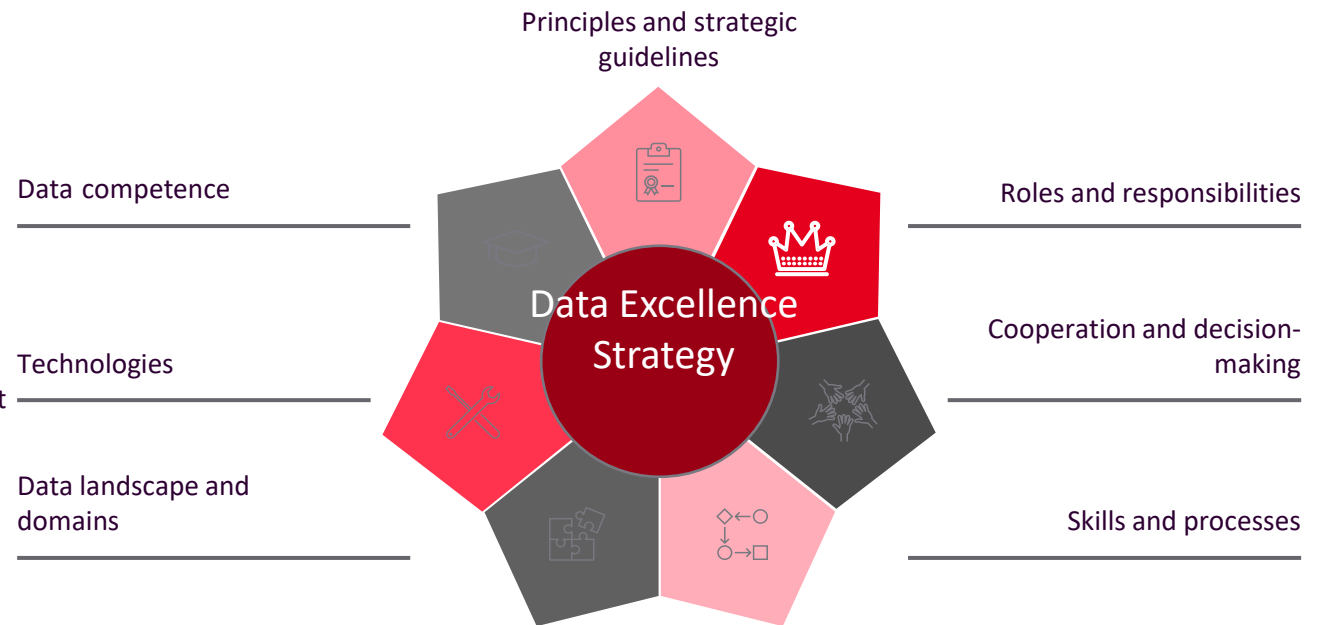 Principles and strategic
guidelines
Data competence
Roles and responsibilities
Data Excellence
Strategy
Cooperation and decision-
making
Technologies
t
Data landscape and
domains
Skills and processes